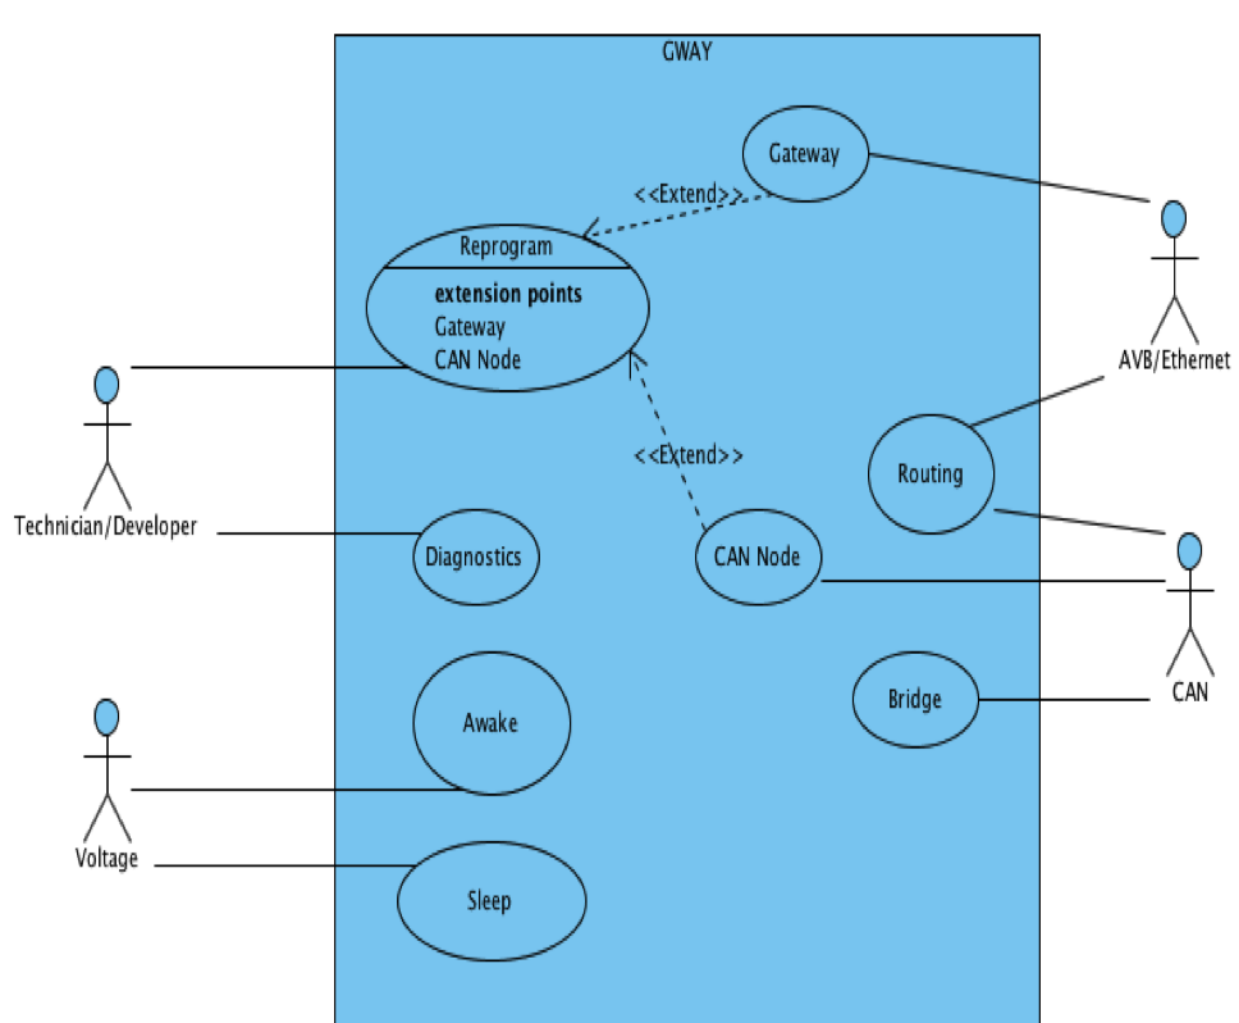 GWAY
Gateway
<<Extend>>
Reprogram
extension points
Gateway
CAN Node
AVB/Ethernet
<<Extend>>
Routing
Technician/Developer
Diagnostics
CAN Node
CAN
Bridge
Awake
Voltage
Sleep